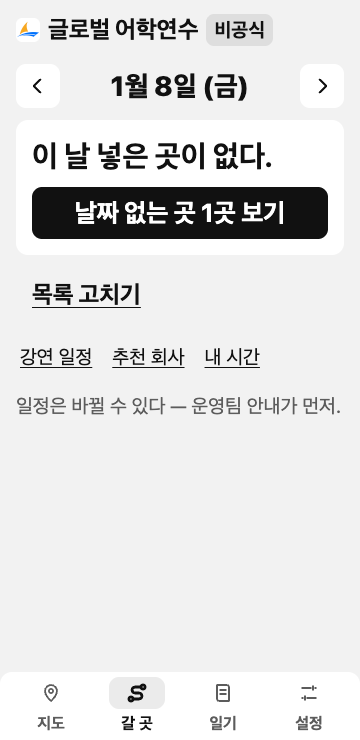 글로벌 어학연수 비공식
1월 8일 (금)
이 날 넣은 곳이 없다.
날짜 없는 곳 1곳 보기
목록 고치기
강연 일정 추천 회사 내 시간
일정은 바뀔 수 있다 — 운영팀 안내가 먼저.
지도 갈 곳 일기 설정